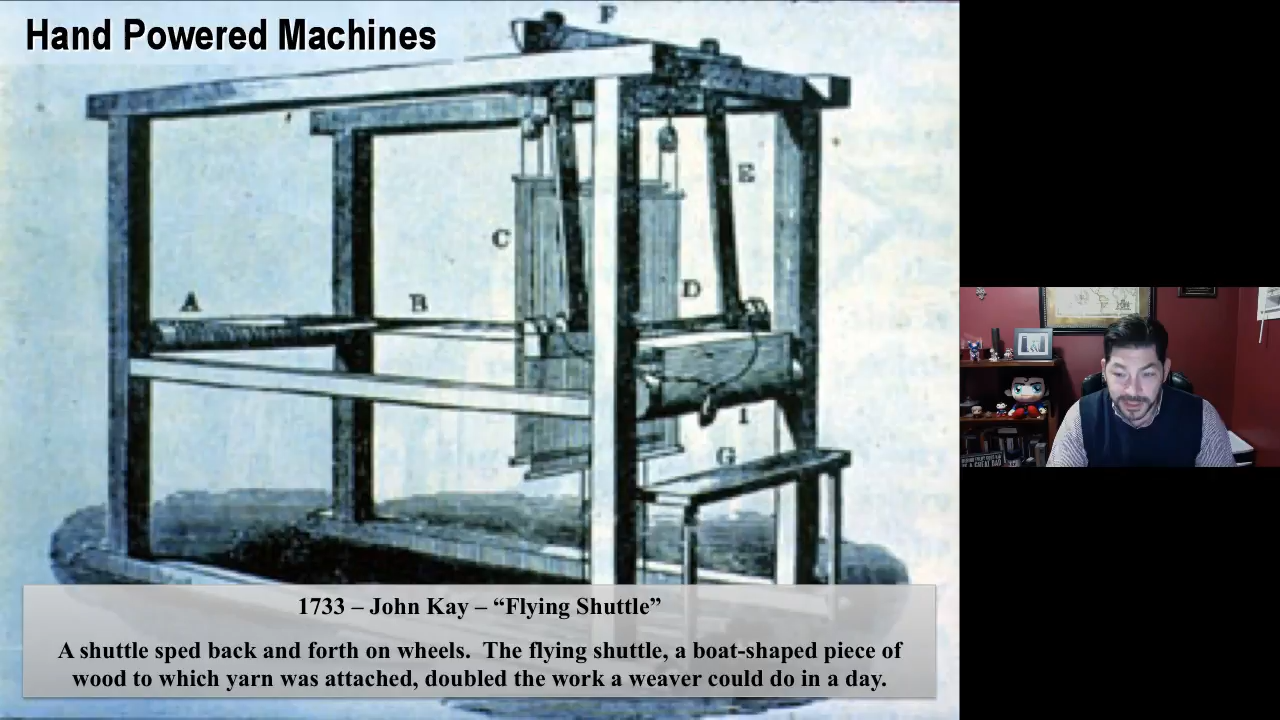 Hand Powered Machines
F
E
C
D
A
B
I
G
1733 – John Kay – “Flying Shuttle”
A shuttle sped back and forth on wheels.  The flying shuttle, a boat-shaped piece of
wood to which yarn was attached, doubled the work a weaver could do in a day.